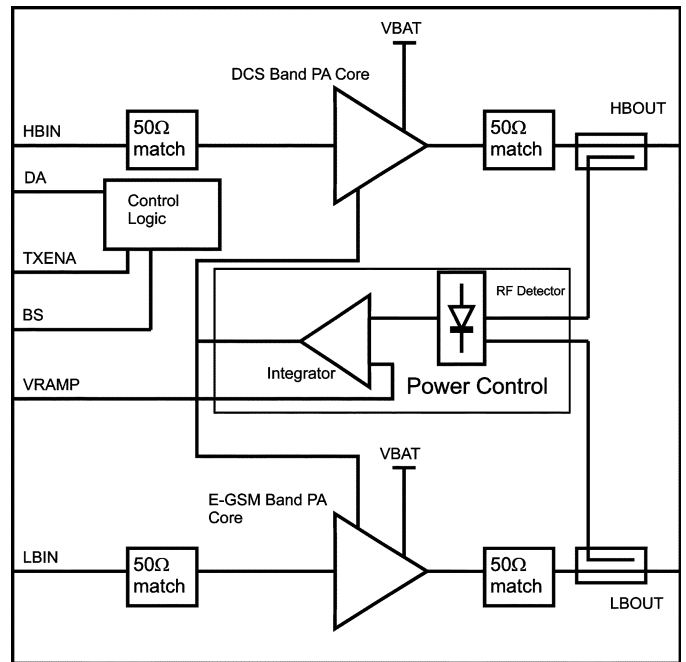 VBAT
DCS Band PA Core
HBIN
50Ω
match
50Ω
match
HBOUT
DA
Control
Logic
TXENA
BS
RF Detector
Integrator
Power Control
VRAMP
VBAT
E-GSM Band PA
Core
LBIN
50Ω
match
50Ω
match
LBOUT